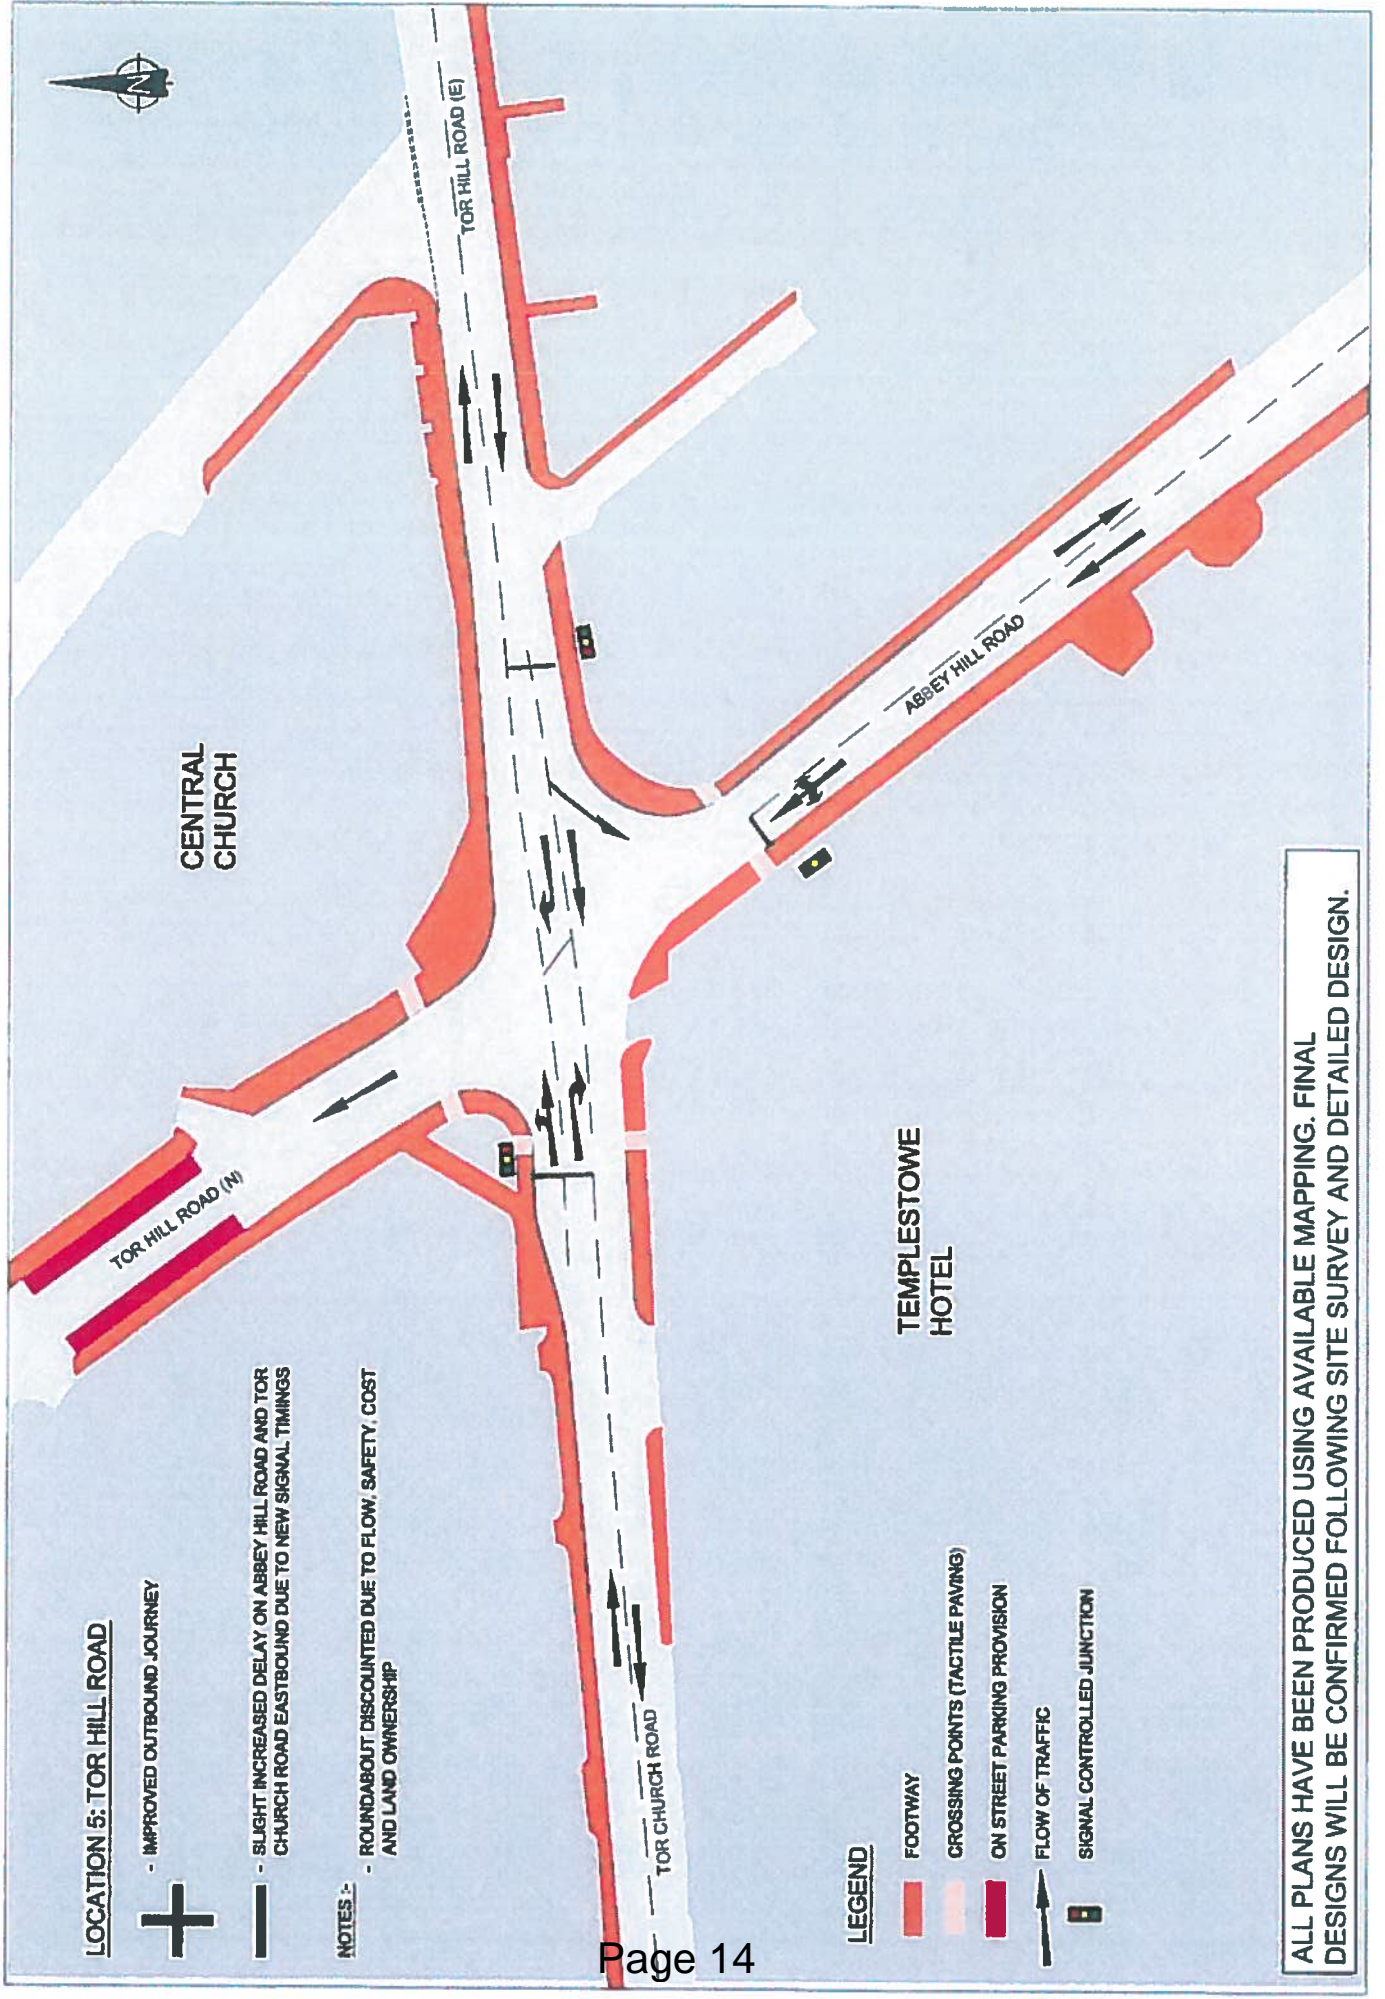 LOCATION 5: TOR HILL ROAD
- IMPROVED OUTBOUND JOURNEY
- SLIGHT INCREASED DELAY ON ABBEY HILL ROAD AND TOR
CHURCH ROAD EASTBOUND DUE TO NEW SIGNAL TIMINGS
NOTES :-
- ROUNDABOUT DISCOUNTED DUE TO FLOW, SAFETY, COST
AND LAND OWNERSHIP
TOR HILL ROAD (N)
CENTRAL
CHURCH
N
TOR HILL ROAD (E)
TOR CHURCH ROAD
ABBEY HILL ROAD
TEMPLESTOWE
HOTEL
LEGEND
FOOTWAY
CROSSING POINTS (TACTILE PAVING)
ON STREET PARKING PROVISION
FLOW OF TRAFFIC
SIGNAL CONTROLLED JUNCTION
ALL PLANS HAVE BEEN PRODUCED USING AVAILABLE MAPPING. FINAL
DESIGNS WILL BE CONFIRMED FOLLOWING SITE SURVEY AND DETAILED DESIGN.
Page 14